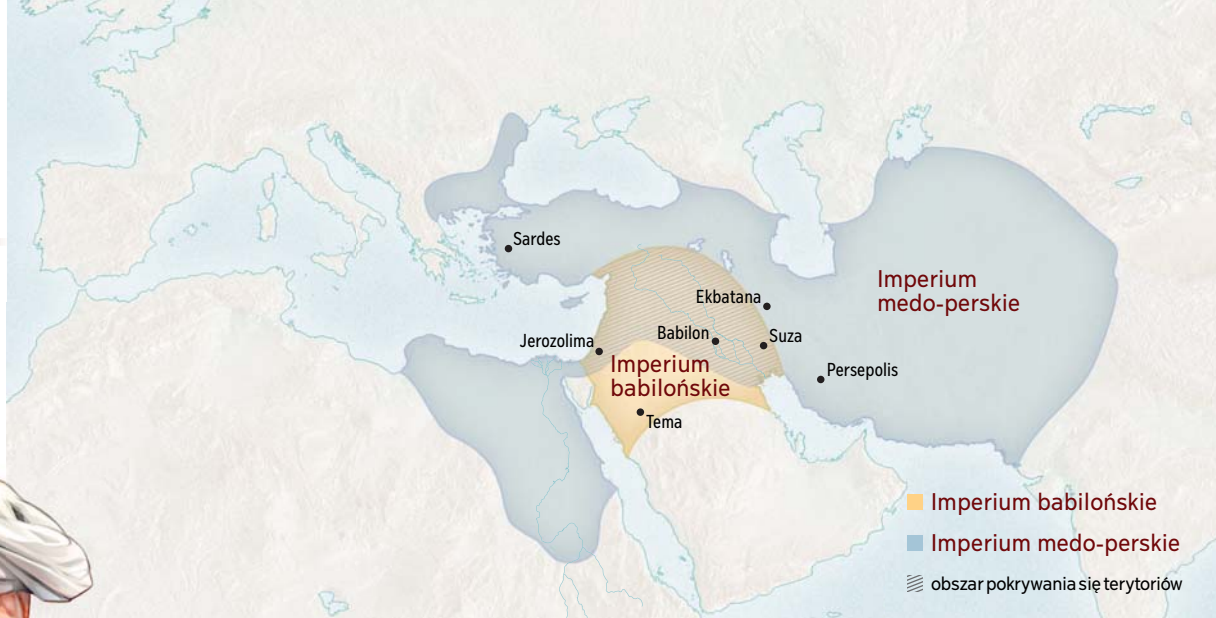 Sardes
Imperium
medo-perskie
Ekbatana
Jerozolima
Babilon
Suza
Imperium
babilońskie
Persepolis
Tema
Imperium babilońskie
Imperium medo-perskie
obszar pokrywania się terytoriów